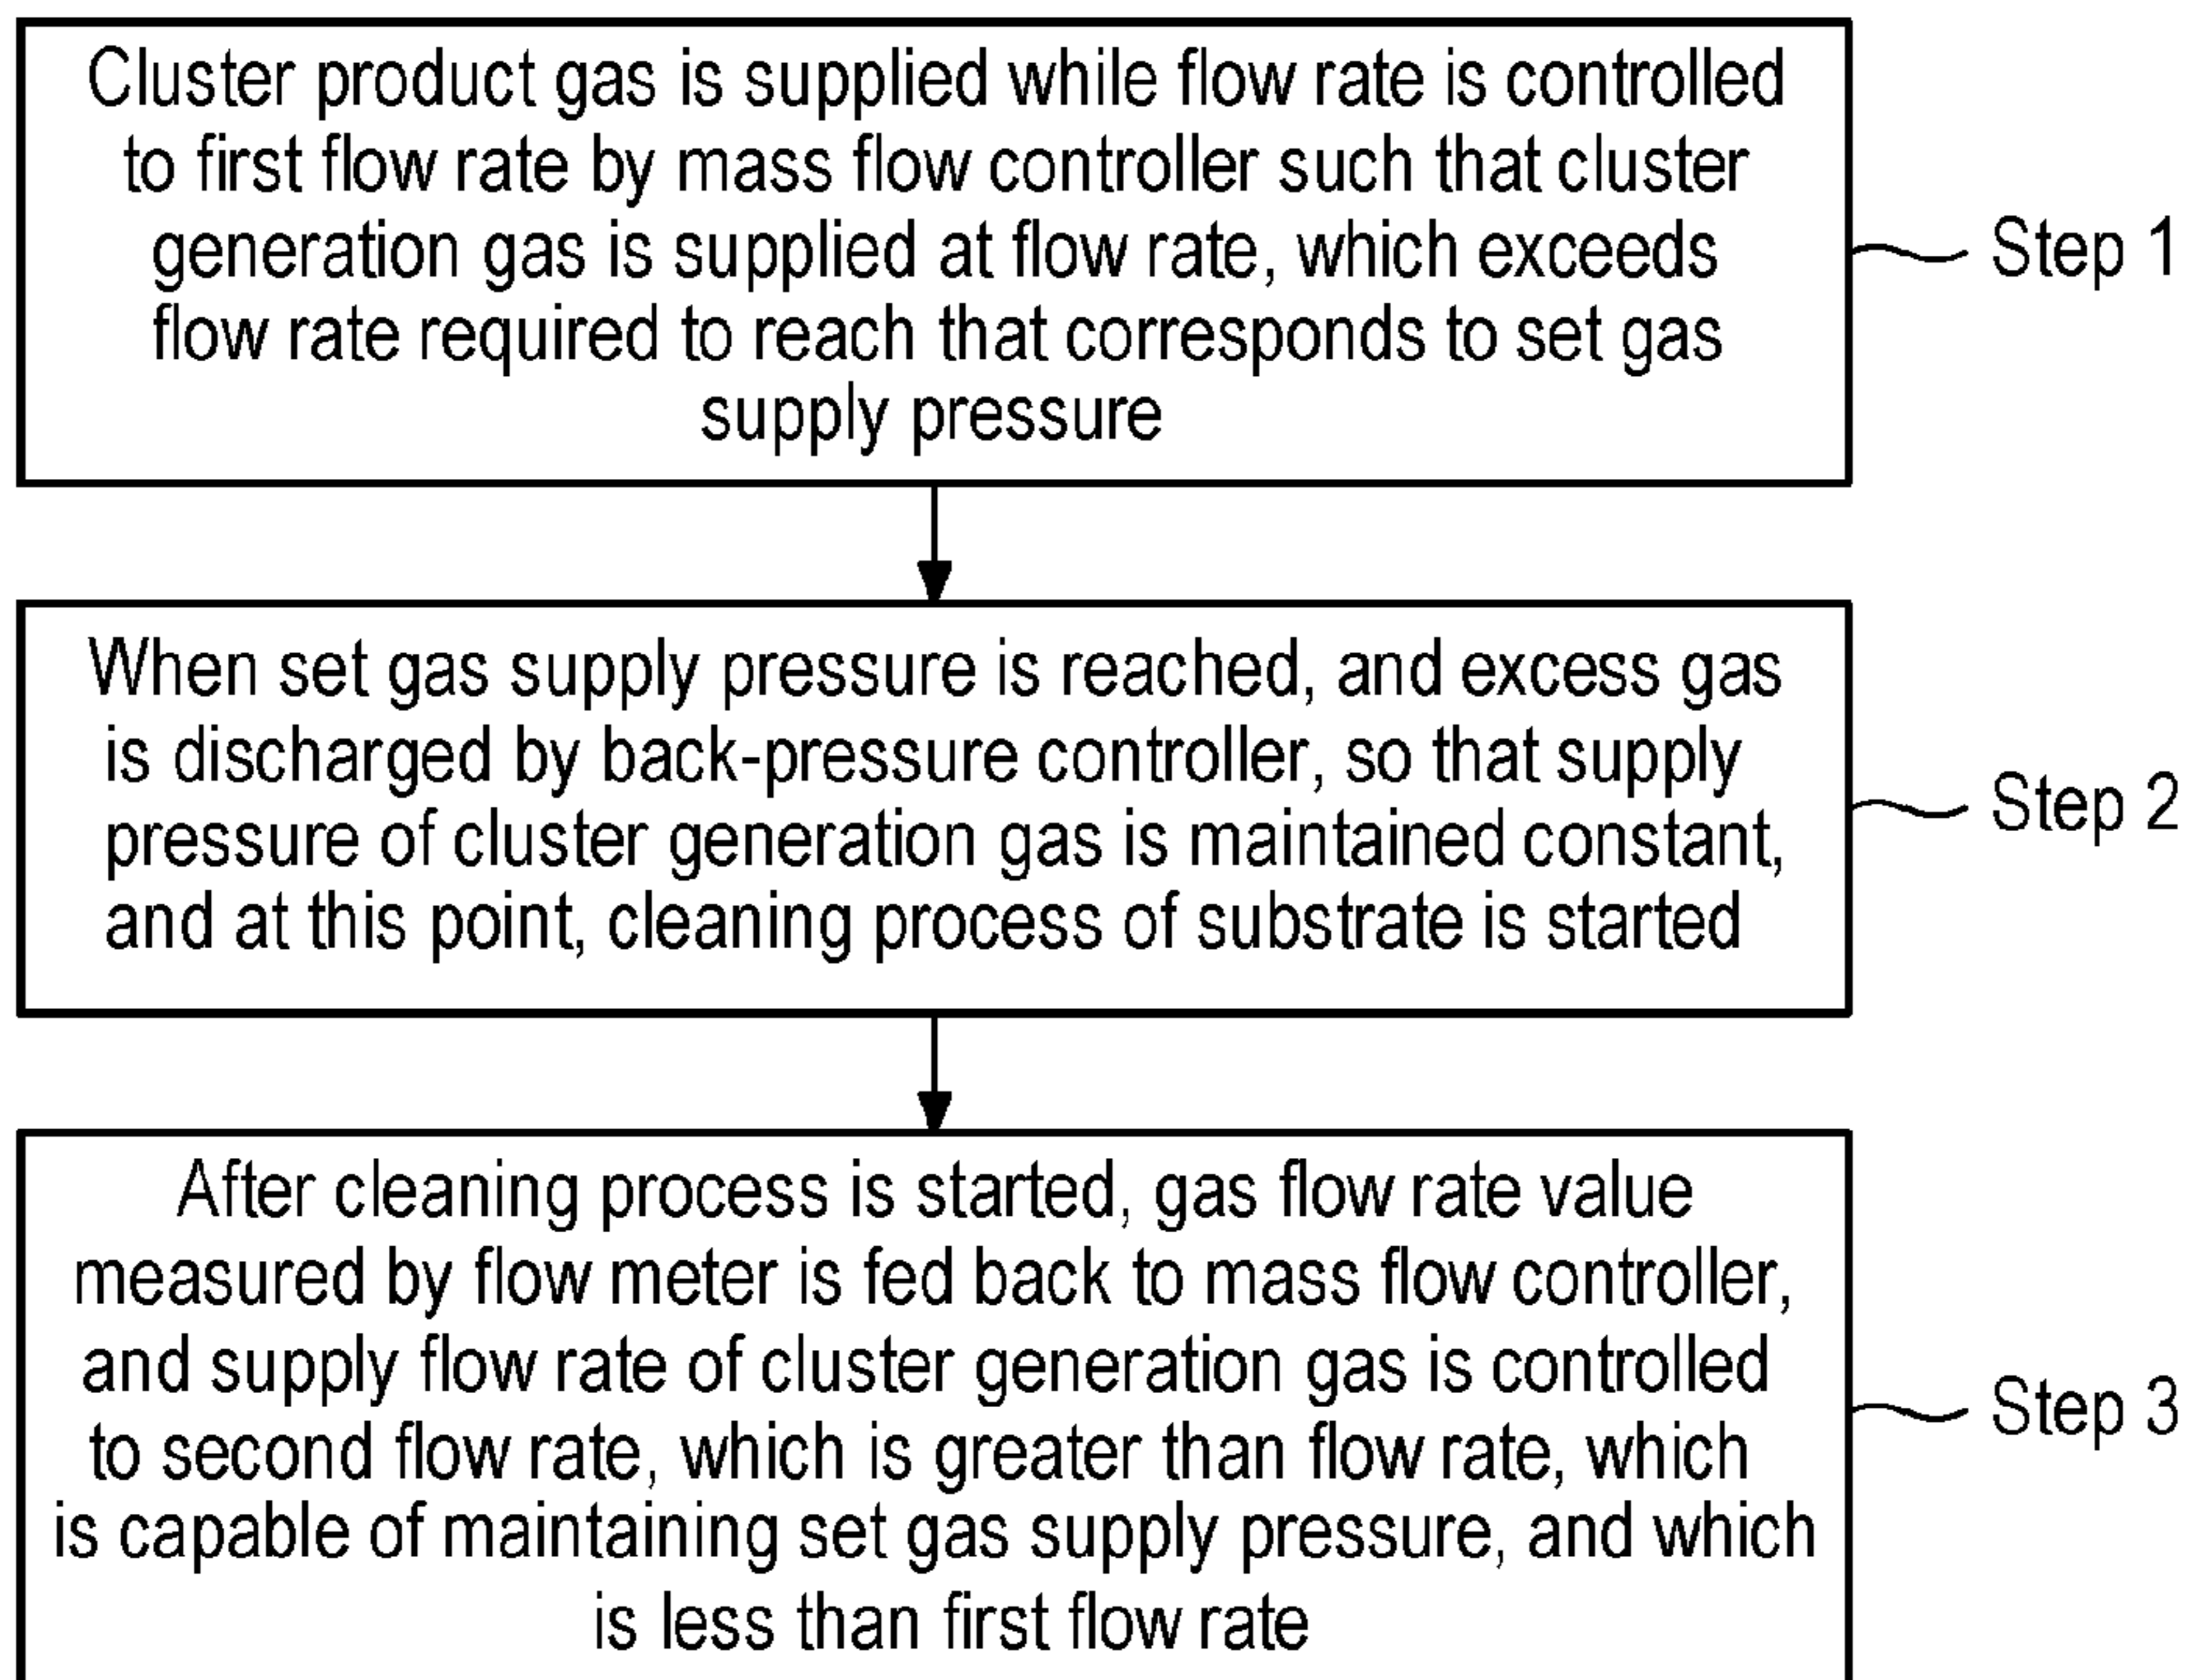 Cluster product gas is supplied while flow rate is controlled
to first flow rate by mass flow controller such that cluster
generation gas is supplied at flow rate, which exceeds
flow rate required to reach that corresponds to set gas
supply pressure
Step 1
When set gas supply pressure is reached, and excess gas
is discharged by back-pressure controller, so that supply
pressure of cluster generation gas is maintained constant,
and at this point, cleaning process of substrate is started
Step 2
After cleaning process is started, gas flow rate value
measured by flow meter is fed back to mass flow controller,
and supply flow rate of cluster generation gas is controlled
to second flow rate, which is greater than flow rate, which
is capable of maintaining set gas supply pressure, and which
is less than first flow rate
Step 3